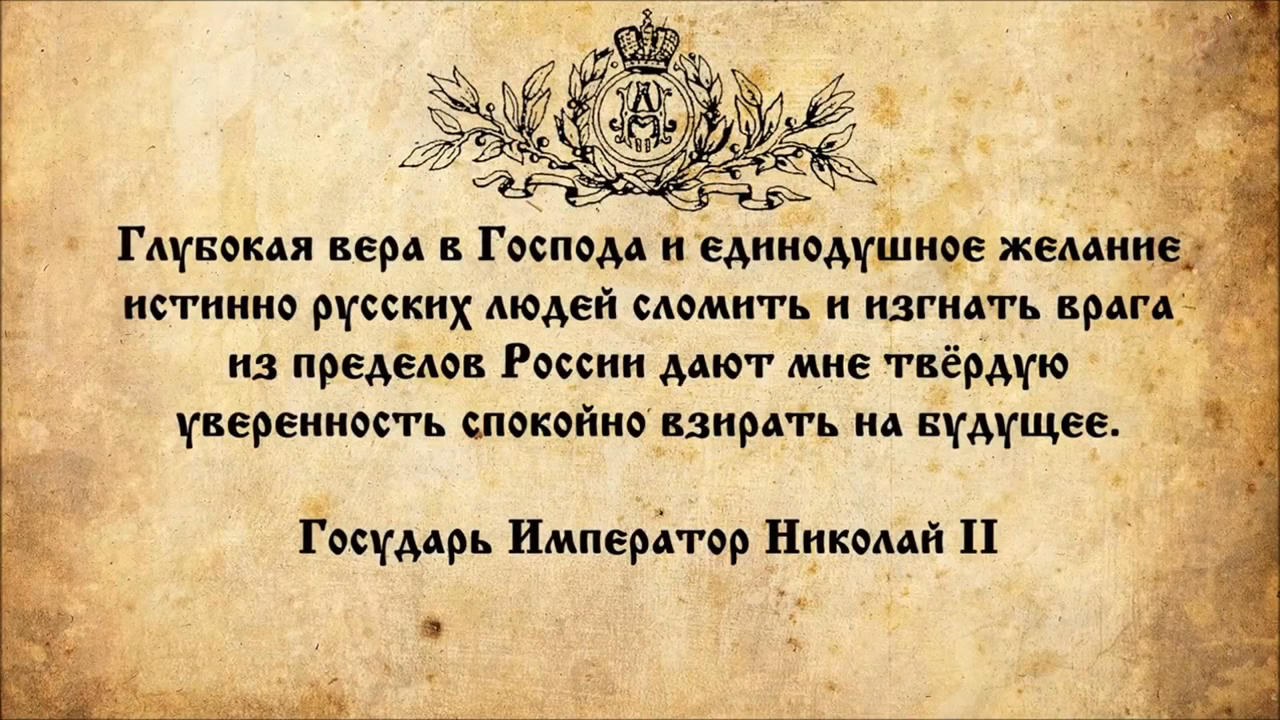 Глубокая вера в Господа и единодушное желание
истинно русских людей сломить и изгнать врага
из пределов России дают мне твёрдую
уверенность спокойно взирать на будущее.
Государь Император Николай II